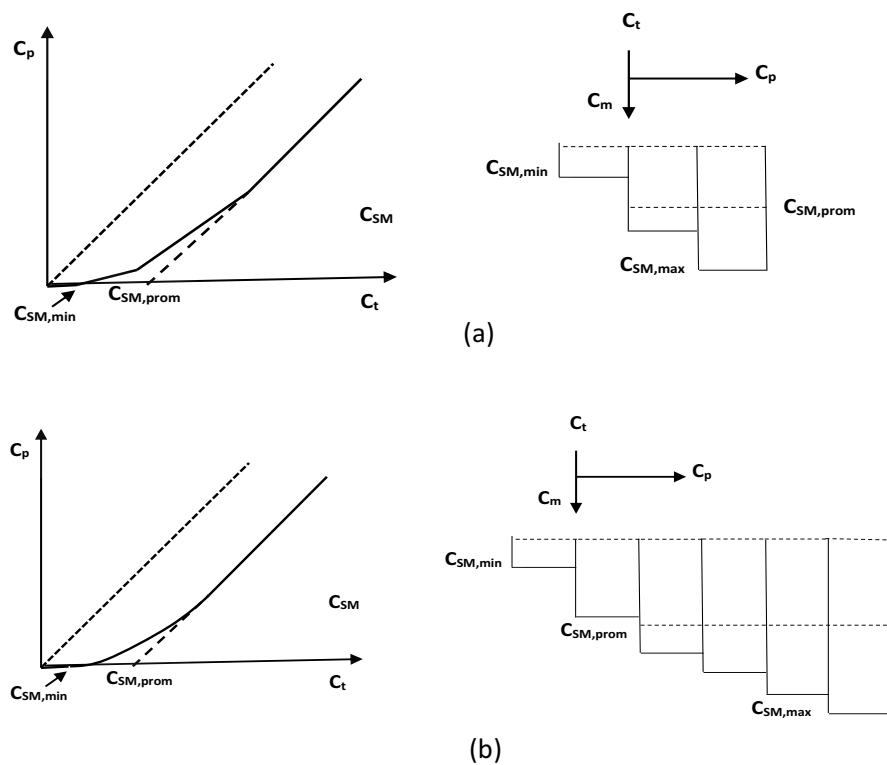 Cp
CSM
CSM,prom
CSM,min
Ct
Ct
Cp
Cm
CSM,min
CSM,prom
CSM,max
(a)
Cp
CSM
CSM,prom
CSM,min
Ct
Ct
Cp
Cm
CSM,min
CSM,prom
CSM,max
(b)